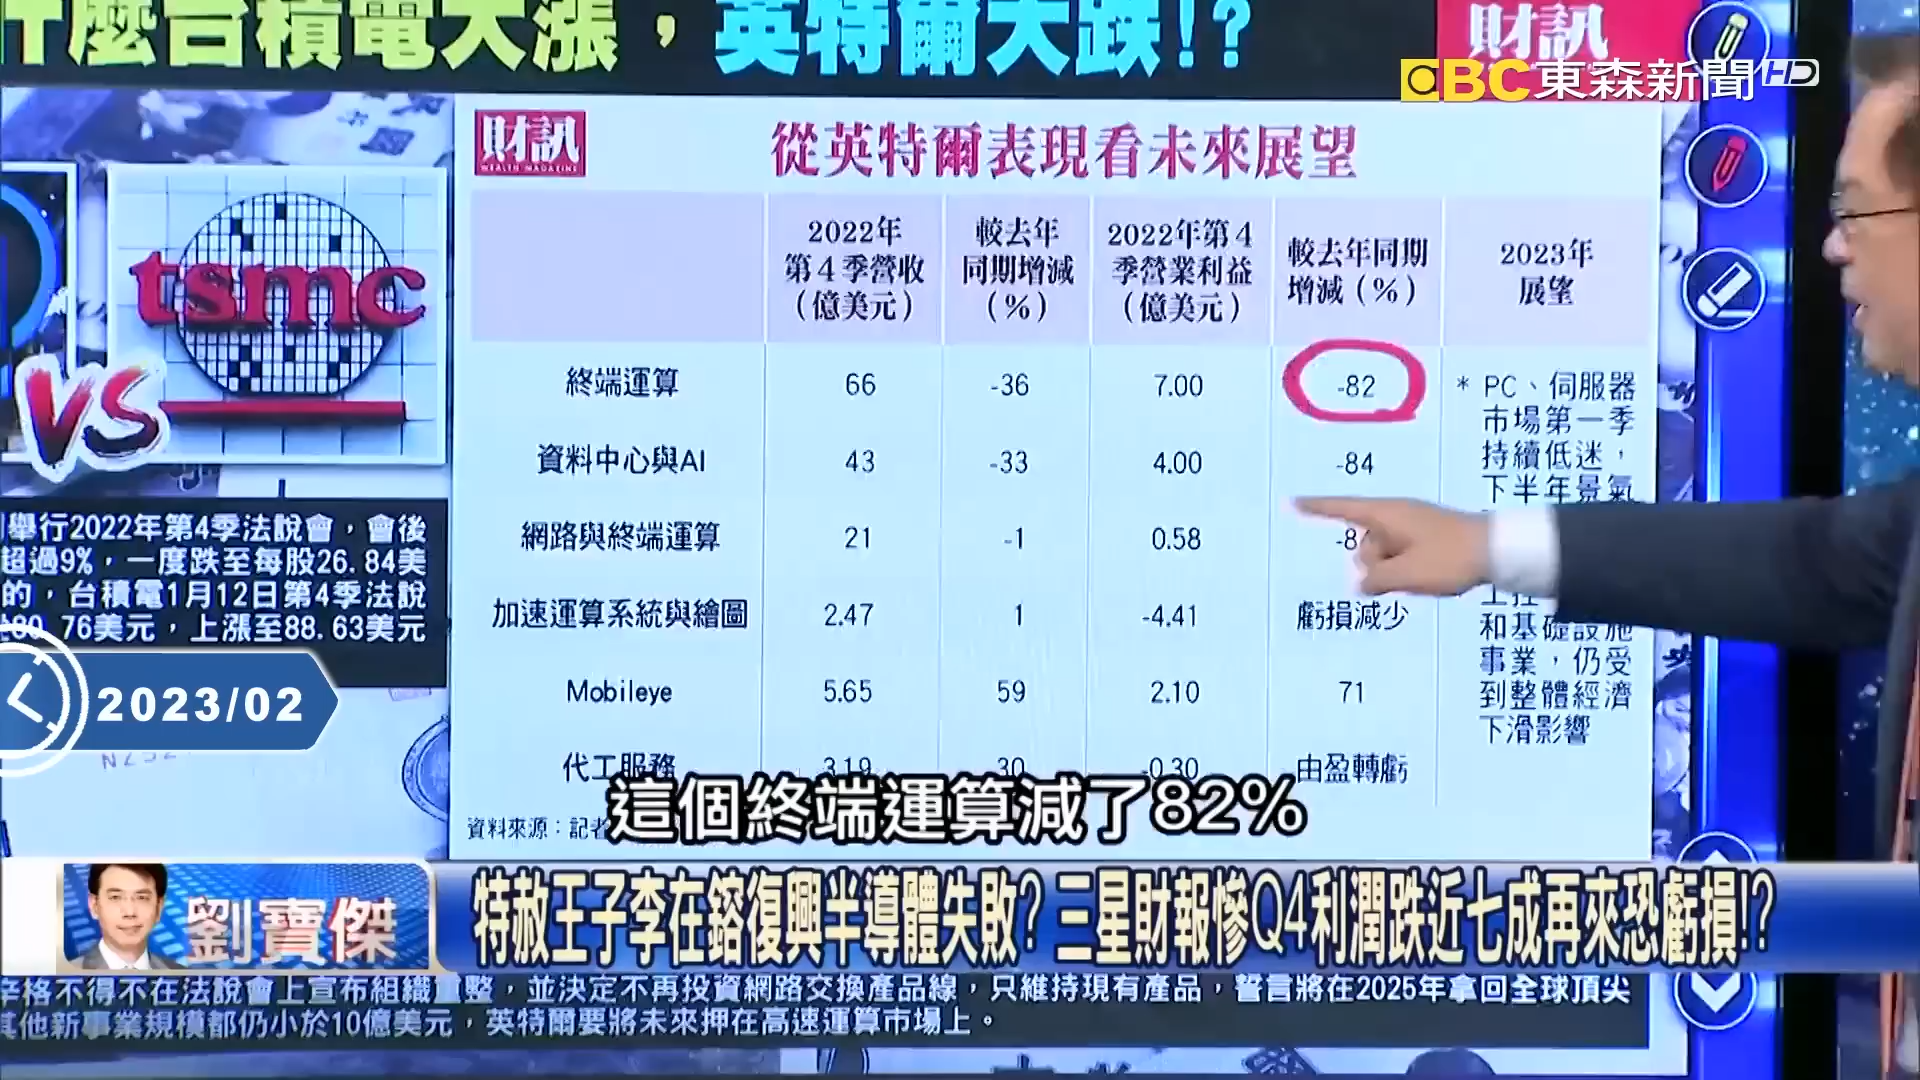 什麼台積電大漲，英特爾大跌!?
財訊
EBC東森新聞HD
財訊
WEALTH MAGAZINE
從英特爾表現看未來展望
2022年
第4季營收
(億美元)
較去年
同期增減
(%)
2022年第4
季營業利益
(億美元)
較去年同期
增減(%)
2023年
展望
終端運算 66 -36 7.00 -82
資料中心與AI 43 -33 4.00 -84
網路與終端運算 21 -1 0.58
加速運算系統與繪圖 2.47 1 -4.41 虧損減少
Mobileye 5.65 59 2.10 71
代工服務 3.19 30 -0.30 由盈轉虧
* PC、伺服器
市場第一季
持續低迷，
下半年景氣
和基礎設施
事業，仍受
到整體經濟
下滑影響
資料來源：記者
tsmc
VS
舉行2022年第4季法說會，會後
超過9%，一度跌至每股26.84美
的，台積電1月12日第4季法說
80.76美元，上漲至88.63美元
2023/02
這個終端運算減了82%
劉寶傑
特赦王子李在鎔復興半導體失敗? 三星財報慘Q4利潤跌近七成再來恐虧損!?
辛格不得不在法說會上宣布組織重整，並決定不再投資網路交換產品線，只維持現有產品，誓言將在2025年拿回全球頂尖
其他新事業規模都仍小於10億美元，英特爾要將未來押在高速運算市場上。